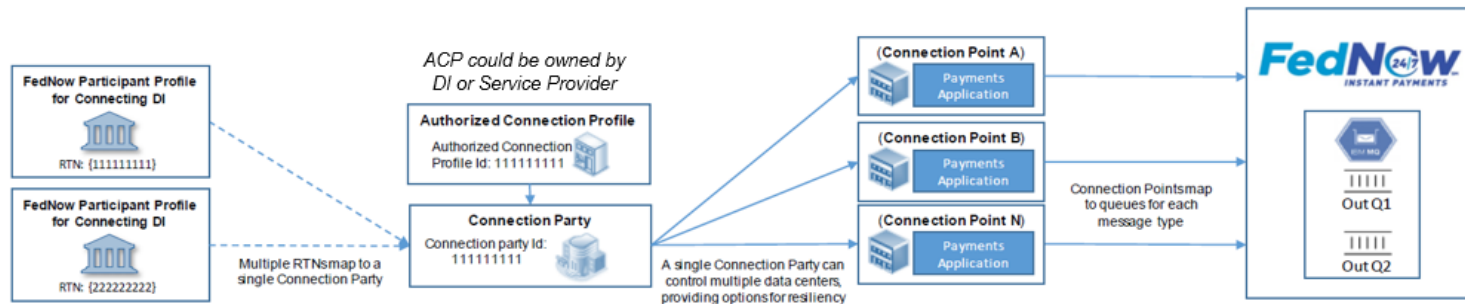 FedNow Participant Profile
for Connecting DI
RTN: {111111111}
FedNow Participant Profile
for Connecting DI
RTN: {222222222}
Multiple RTNsmap to a
single Connection Party
ACP could be owned by
DI or Service Provider
Authorized Connection Profile
Authorized Connection
Profile Id: 111111111
Connection Party
Connection party Id:
111111111
A single Connection Party can
control multiple data centers,
providing options for resiliency
(Connection Point A)
Payments
Application
(Connection Point B)
Payments
Application
(Connection Point N)
Payments
Application
Connection Pointsmap
to queues for each
message type
FedNow
24/7
INSTANT PAYMENTS
IBM MQ
Out Q1
Out Q2